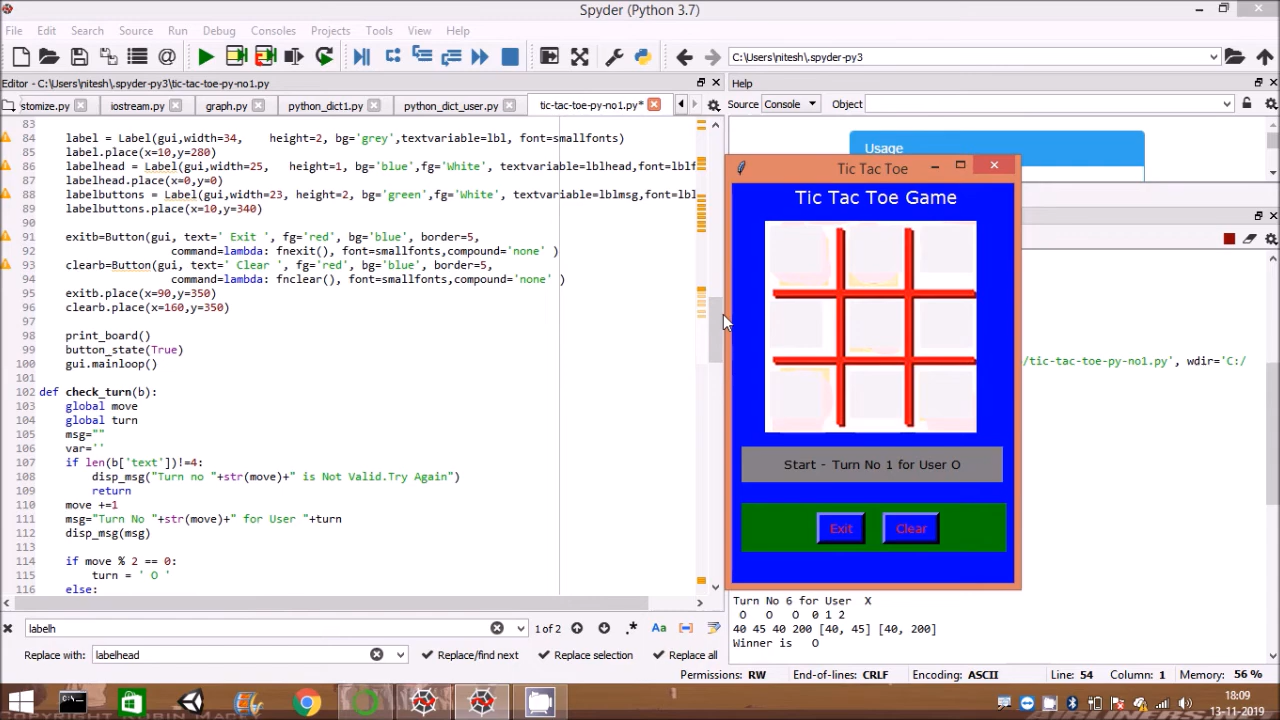 Spyder (Python 3.7)
File Edit Search Source Run Debug Consoles Projects Tools View Help
C:\Users\nitesh\.spyder-py3
Editor - C:\Users\nitesh\.spyder-py3\tic-tac-toe-py-no1.py
Help
stomize.py iostream.py graph.py python_dict1.py python_dict_user.py tic-tac-toe-py-no1.py*
Source Console Object
Usage
83
84 label = Label(gui,width=34, height=2, bg='grey',textvariable=lbl, font=smallfonts)
85 label.place(x=10,y=280)
86 labelhead = Label(gui,width=25, height=1, bg='blue',fg='White', textvariable=lblhead,font=lblf
87 labelhead.place(x=0,y=0)
88 labelbuttons = Label(gui,width=23, height=2, bg='green',fg='White', textvariable=lblmsg,font=lbl
89 labelbuttons.place(x=10,y=340)
90
91 exitb=Button(gui, text=' Exit ', fg='red', bg='blue', border=5,
92 command=lambda: fnexit(), font=smallfonts,compound='none' )
93 clearb=Button(gui, text=' Clear ', fg='red', bg='blue', border=5,
94 command=lambda: fnclear(), font=smallfonts,compound='none' )
95 exitb.place(x=90,y=350)
96 clearb.place(x=160,y=350)
97
98 print_board()
99 button_state(True)
100 gui.mainloop()
101
102 def check_turn(b):
103 global move
104 global turn
105 msg=""
106 var=''
107 if len(b['text'])!=4:
108 disp_msg("Turn no "+str(move)+" is Not Valid.Try Again")
109 return
110 move +=1
111 msg="Turn No "+str(move)+" for User "+turn
112 disp_msg(msg)
113
114 if move % 2 == 0:
115 turn = ' O '
116 else:
Tic Tac Toe
Tic Tac Toe Game
Start - Turn No 1 for User O
Exit Clear
/tic-tac-toe-py-no1.py', wdir='C:/
Turn No 6 for User X
O O O 0 1 2
40 45 40 200 [40, 45] [40, 200]
Winner is O
labelh
1 of 2
.* Aa
Replace with: labelhead
Replace/find next Replace selection Replace all
Permissions: RW End-of-lines: CRLF Encoding: ASCII Line: 54 Column: 1 Memory: 56 %
18:09
13-11-2019